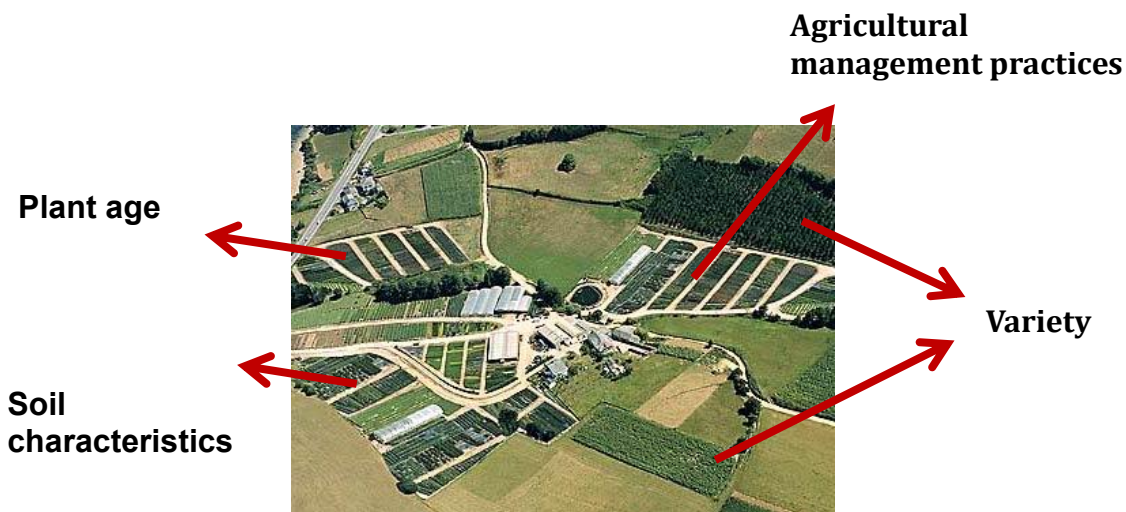 Agricultural
management practices
Plant age
Variety
Soil
characteristics